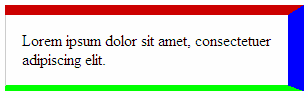 Lorem ipsum dolor sit amet, consectetuer
adipiscing elit.